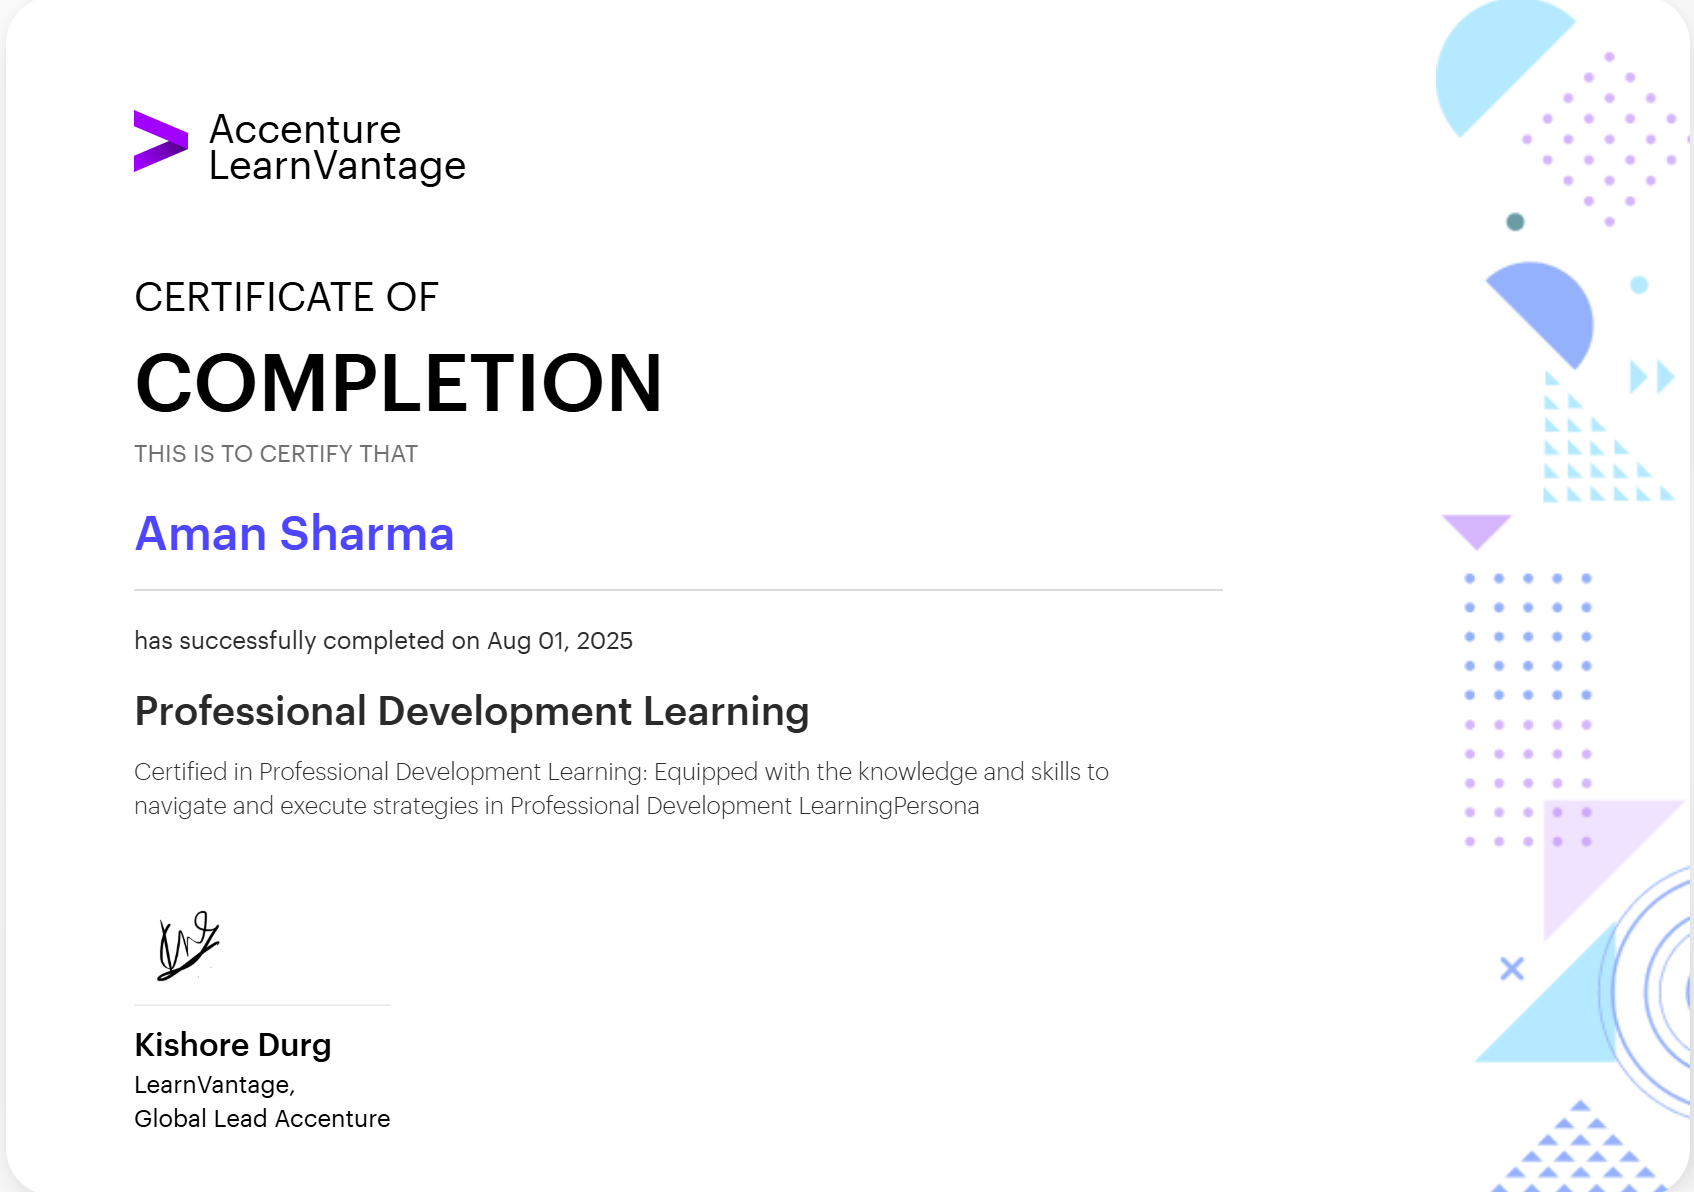 Accenture
LearnVantage
CERTIFICATE OF
COMPLETION
THIS IS TO CERTIFY THAT
Aman Sharma
has successfully completed on Aug 01, 2025
Professional Development Learning
Certified in Professional Development Learning: Equipped with the knowledge and skills to
navigate and execute strategies in Professional Development LearningPersona
Kishore Durg
LearnVantage,
Global Lead Accenture